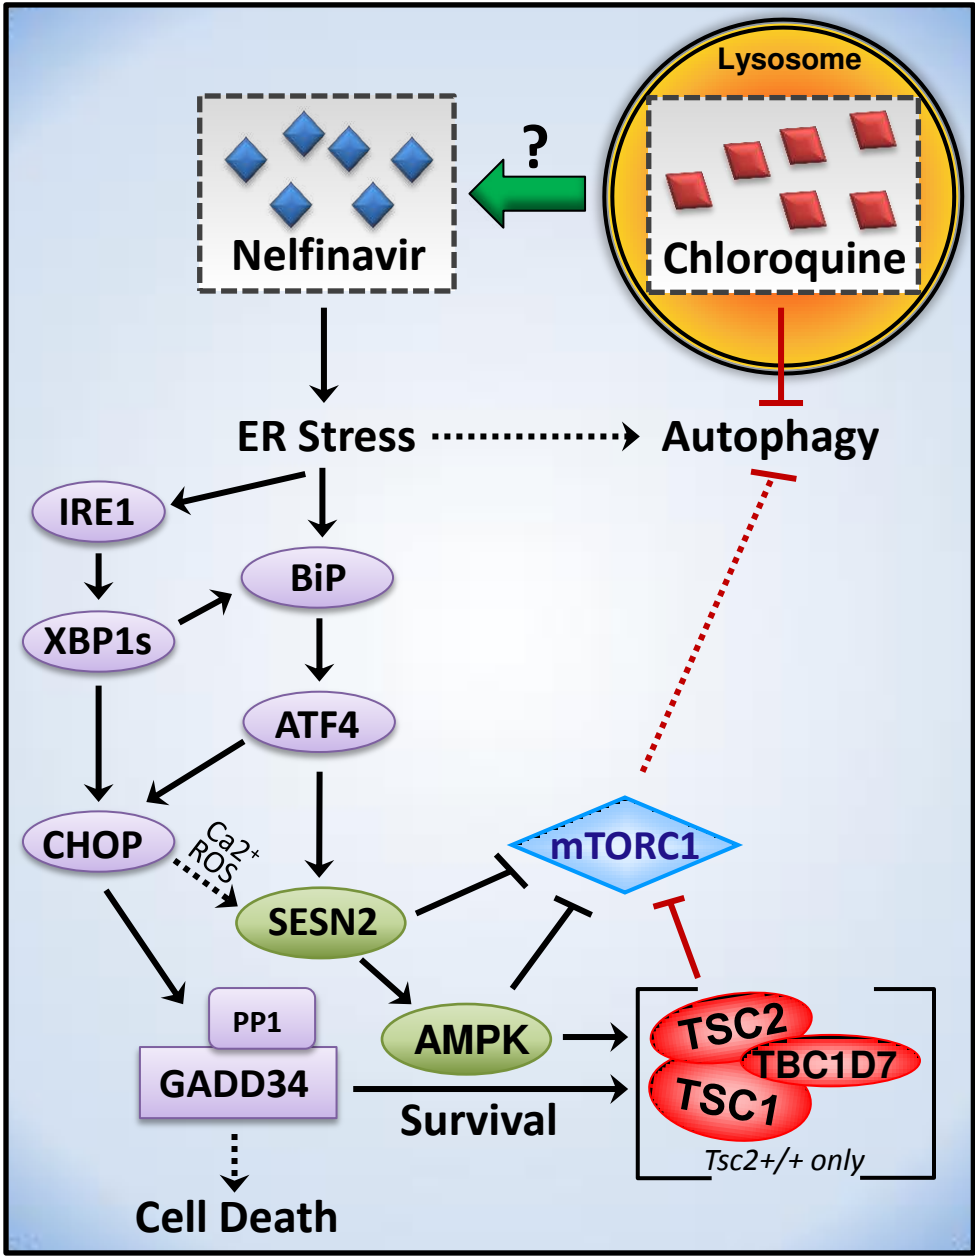 Lysosome
?
Nelfinavir
Chloroquine
ER Stress
Autophagy
IRE1
BiP
XBP1s
ATF4
CHOP
Ca2+
ROS
mTORC1
SESN2
PP1
AMPK
TSC2
TBC1D7
GADD34
TSC1
Survival
Tsc2+/+ only
Cell Death